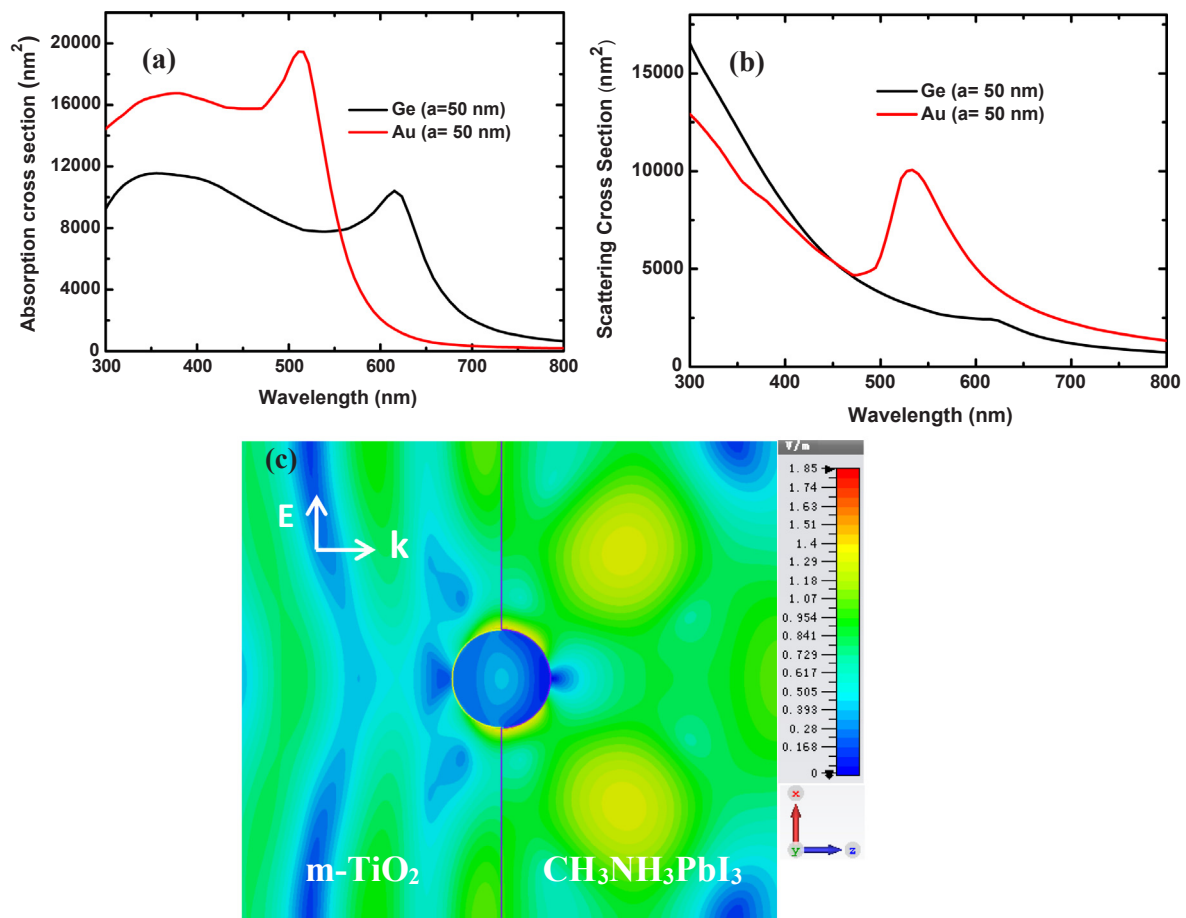 (a)
Absorption cross section (nm²)
20000
16000
12000
8000
4000
0
Ge (a=50 nm)
Au (a= 50 nm)
300 400 500 600 700 800
Wavelength (nm)
(b)
Scattering Cross Section (nm²)
15000
10000
5000
0
Ge (a= 50 nm)
Au (a= 50 nm)
300 400 500 600 700 800
Wavelength (nm)
(c)
E
k
m-TiO₂
CH₃NH₃PbI₃
V/m
1.85
1.74
1.63
1.51
1.4
1.29
1.18
1.07
0.954
0.841
0.729
0.617
0.505
0.393
0.28
0.168
0
x
y
z